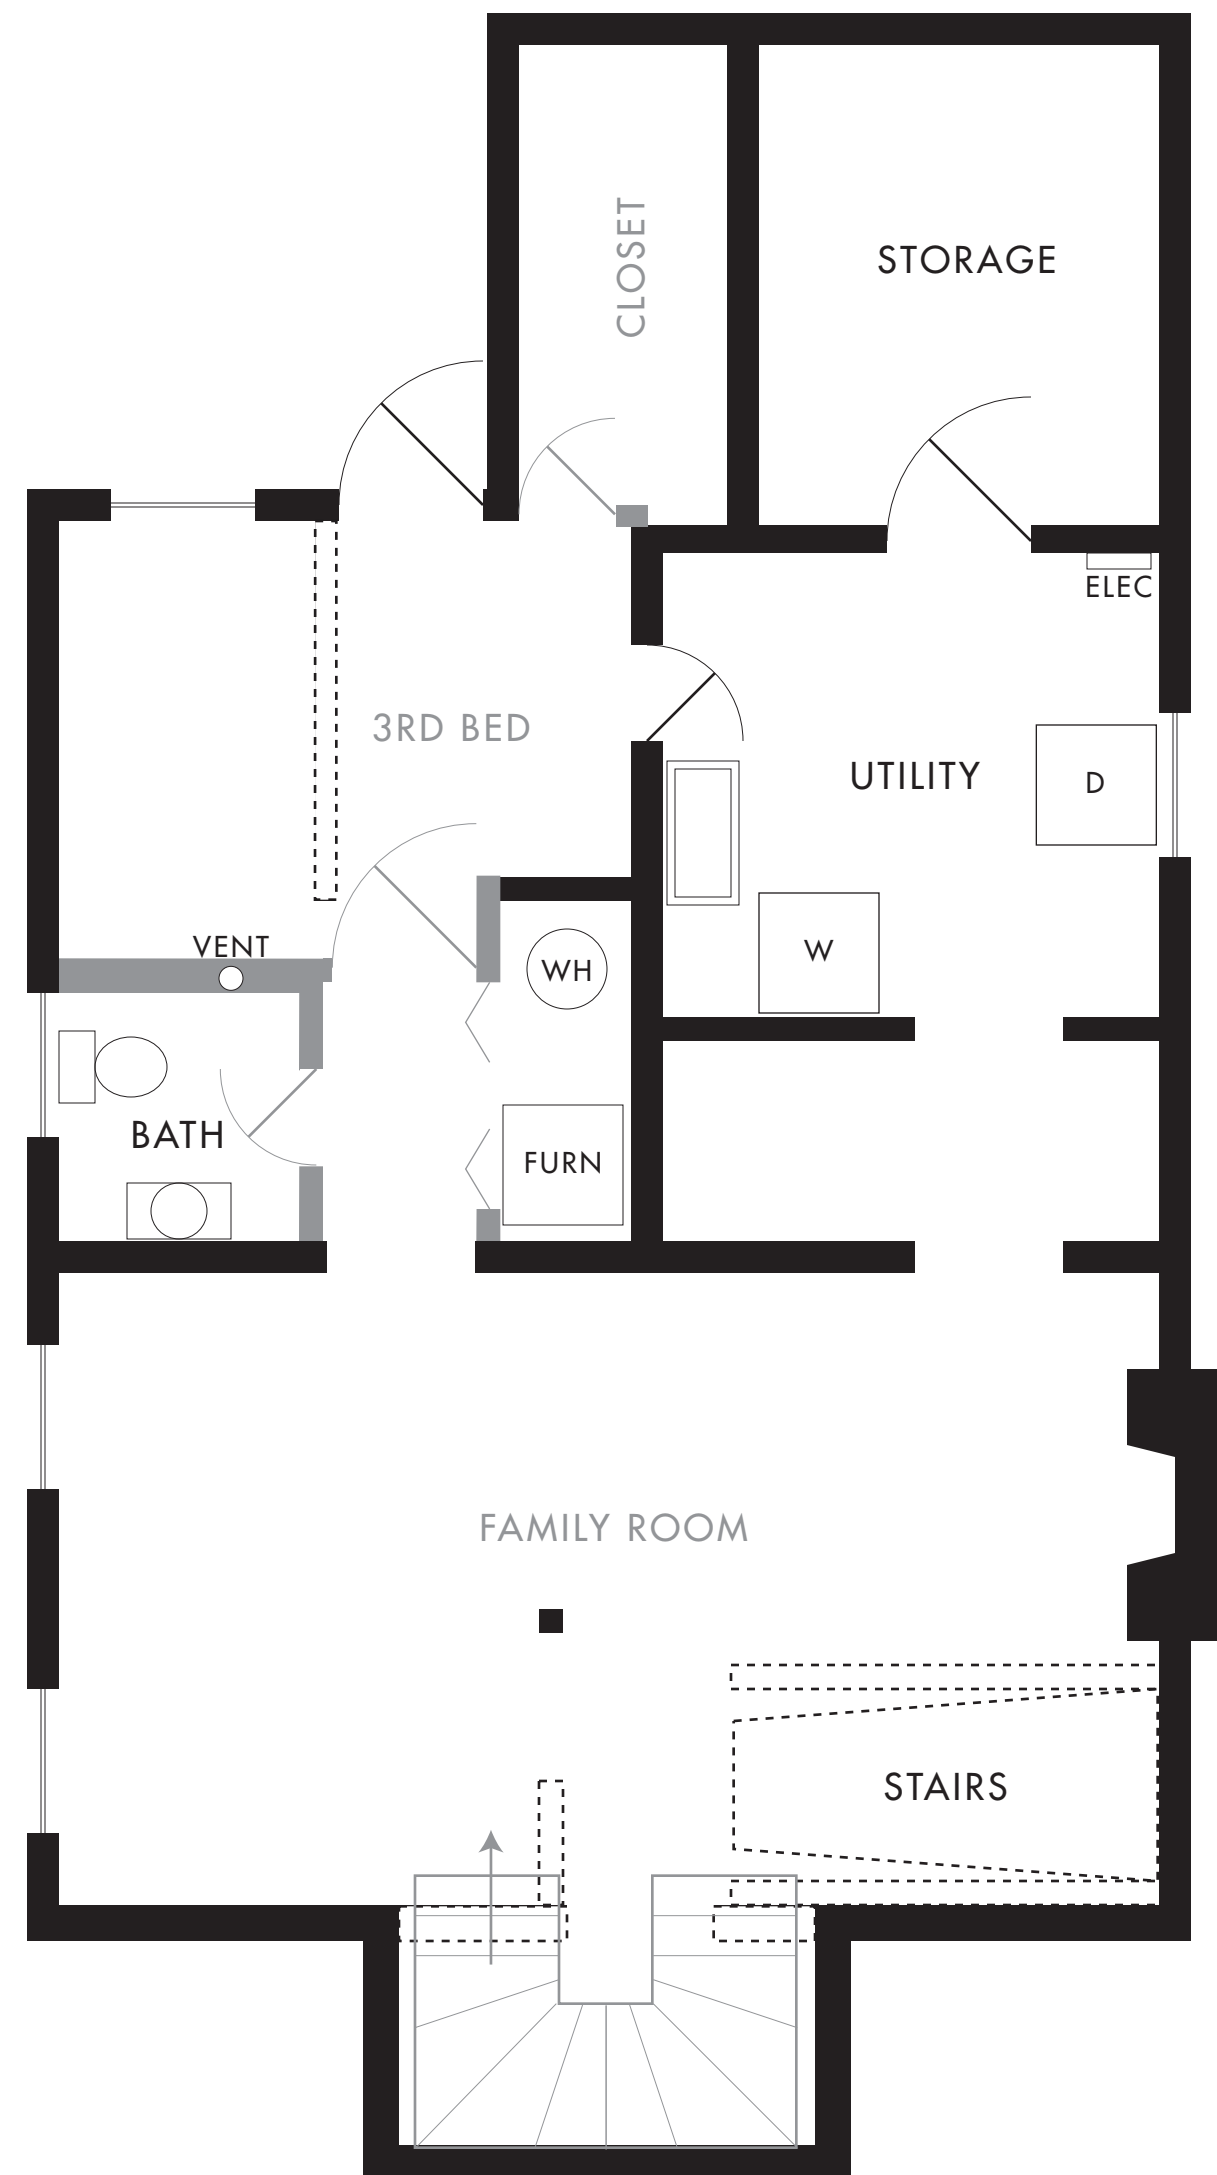 CLOSET
STORAGE
ELEC
3RD BED
UTILITY
D
VENT
W
WH
BATH
FURN
FAMILY ROOM
STAIRS